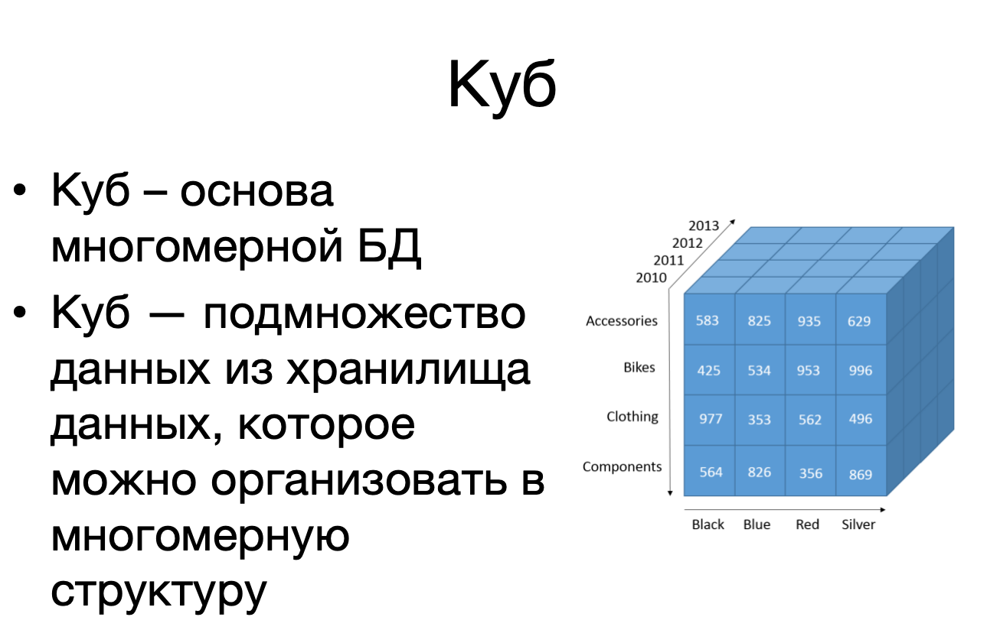 Куб
• Куб – основа
многомерной БД
• Куб — подмножество
данных из хранилища
данных, которое
можно организовать в
многомерную
структуру
2013
2012
2011
2010
Accessories 583 825 935 629
Bikes 425 534 953 996
Clothing 977 353 562 496
Components 564 826 356 869
Black Blue Red Silver